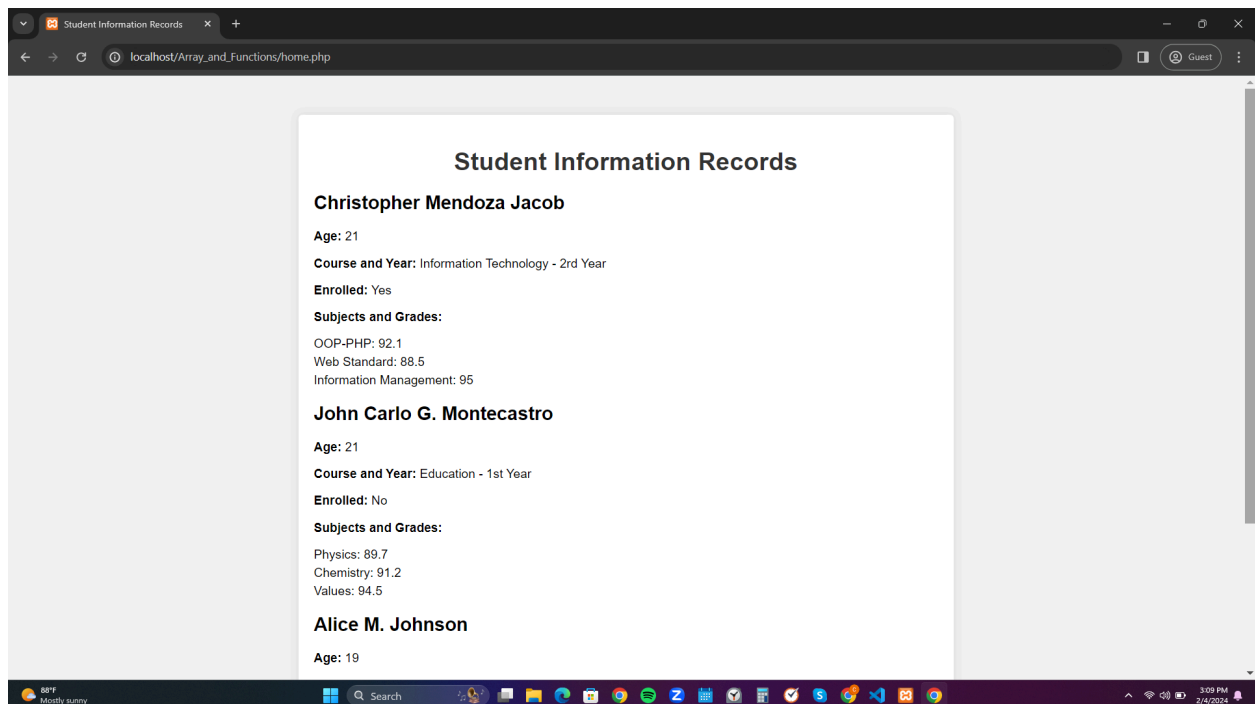 Student Information Records
localhost/Array_and_Functions/home.php
Guest
Student Information Records
Christopher Mendoza Jacob
Age: 21
Course and Year: Information Technology - 2rd Year
Enrolled: Yes
Subjects and Grades:
OOP-PHP: 92.1
Web Standard: 88.5
Information Management: 95
John Carlo G. Montecastro
Age: 21
Course and Year: Education - 1st Year
Enrolled: No
Subjects and Grades:
Physics: 89.7
Chemistry: 91.2
Values: 94.5
Alice M. Johnson
Age: 19
88°F
Mostly sunny
Search
3:09 PM
2/4/2024